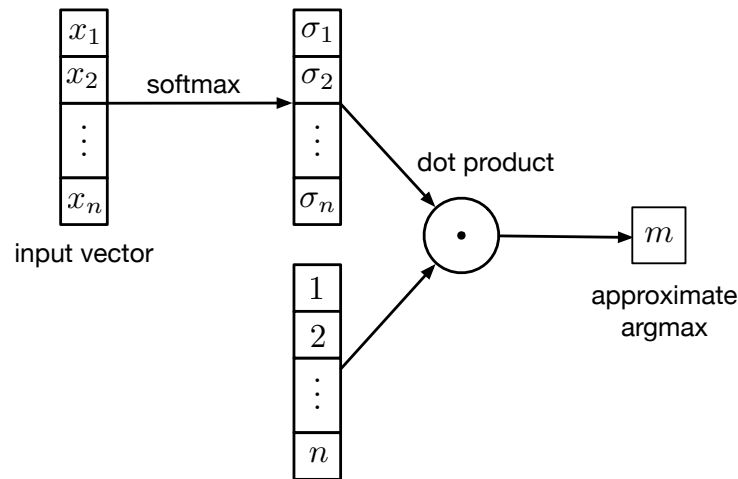 x₁
x₂
⋮
xₙ
input vector
softmax
σ₁
σ₂
⋮
σₙ
1
2
⋮
n
dot product
·
m
approximate
argmax